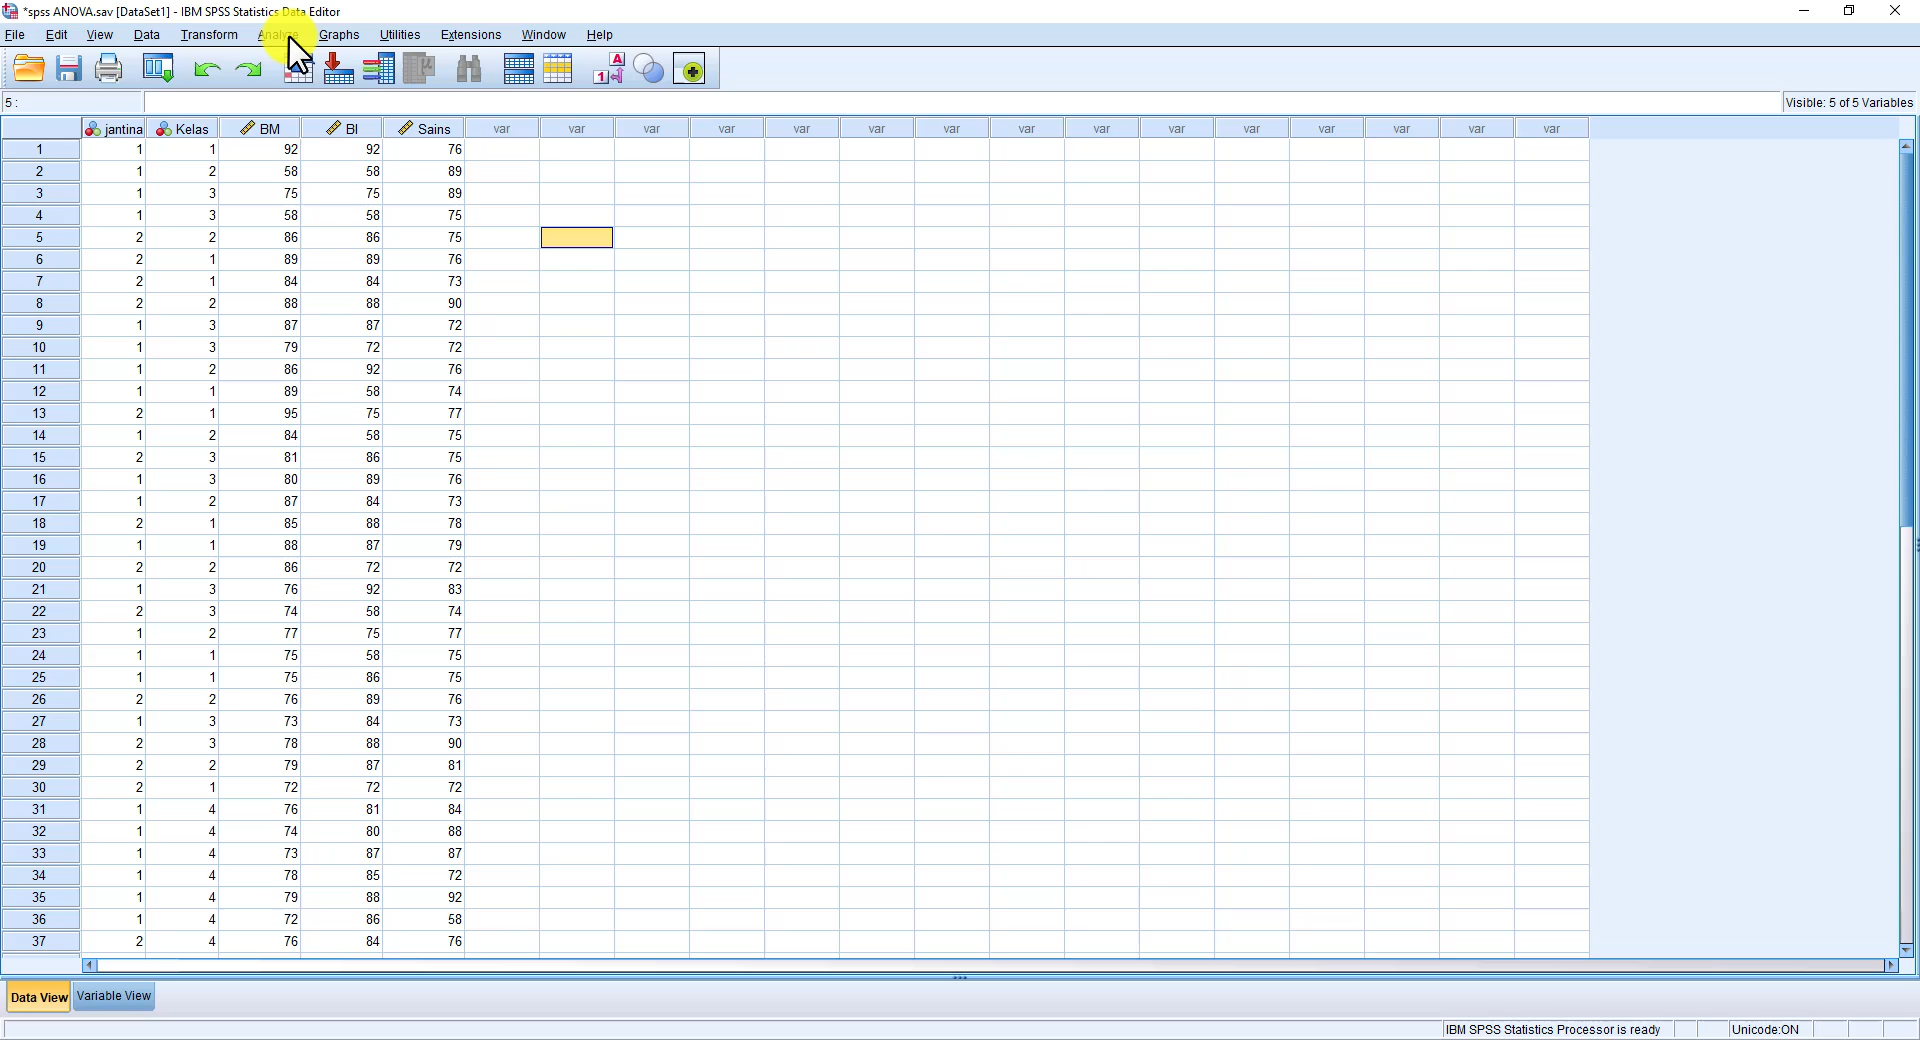 *spss ANOVA.sav [DataSet1] - IBM SPSS Statistics Data Editor
File Edit View Data Transform Analyze Graphs Utilities Extensions Window Help
5 : Visible: 5 of 5 Variables
jantina Kelas BM BI Sains var var var var var var var var var var var var var var var
1 1 1 92 92 76
2 1 2 58 58 89
3 1 3 75 75 89
4 1 3 58 58 75
5 2 2 86 86 75
6 2 1 89 89 76
7 2 1 84 84 73
8 2 2 88 88 90
9 1 3 87 87 72
10 1 3 79 72 72
11 1 2 86 92 76
12 1 1 89 58 74
13 2 1 95 75 77
14 1 2 84 58 75
15 2 3 81 86 75
16 1 3 80 89 76
17 1 2 87 84 73
18 2 1 85 88 78
19 1 1 88 87 79
20 2 2 86 72 72
21 1 3 76 92 83
22 2 3 74 58 74
23 1 2 77 75 77
24 1 1 75 58 75
25 1 1 75 86 75
26 2 2 76 89 76
27 1 3 73 84 73
28 2 3 78 88 90
29 2 2 79 87 81
30 2 1 72 72 72
31 1 4 76 81 84
32 1 4 74 80 88
33 1 4 73 87 87
34 1 4 78 85 72
35 1 4 79 88 92
36 1 4 72 86 58
37 2 4 76 84 76
Data View Variable View
IBM SPSS Statistics Processor is ready Unicode:ON